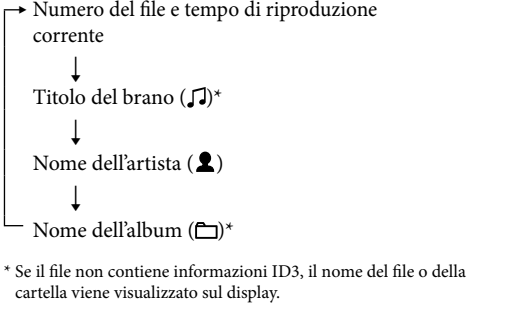 Numero del file e tempo di riproduzione
corrente
Titolo del brano (♫)*
Nome dell'artista (👤)
Nome dell'album (🗀)*
* Se il file non contiene informazioni ID3, il nome del file o della
cartella viene visualizzato sul display.